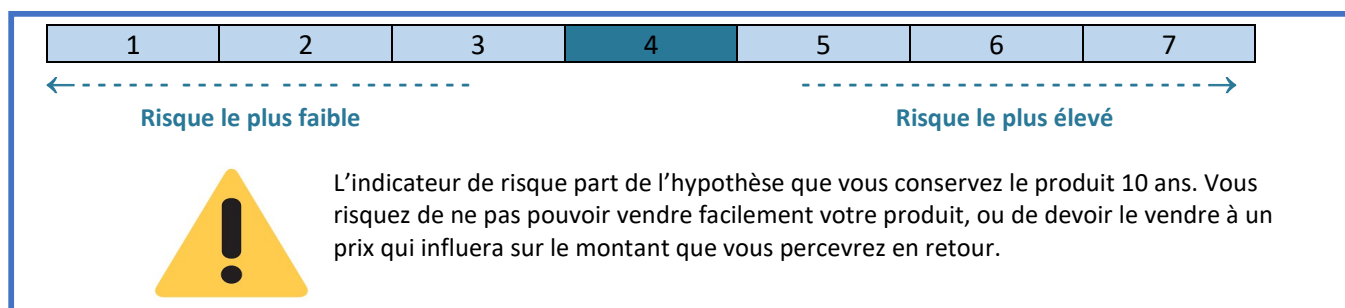 1 2 3 4 5 6 7
Risque le plus faible Risque le plus élevé
L’indicateur de risque part de l’hypothèse que vous conservez le produit 10 ans. Vous
risquez de ne pas pouvoir vendre facilement votre produit, ou de devoir le vendre à un
prix qui influera sur le montant que vous percevrez en retour.